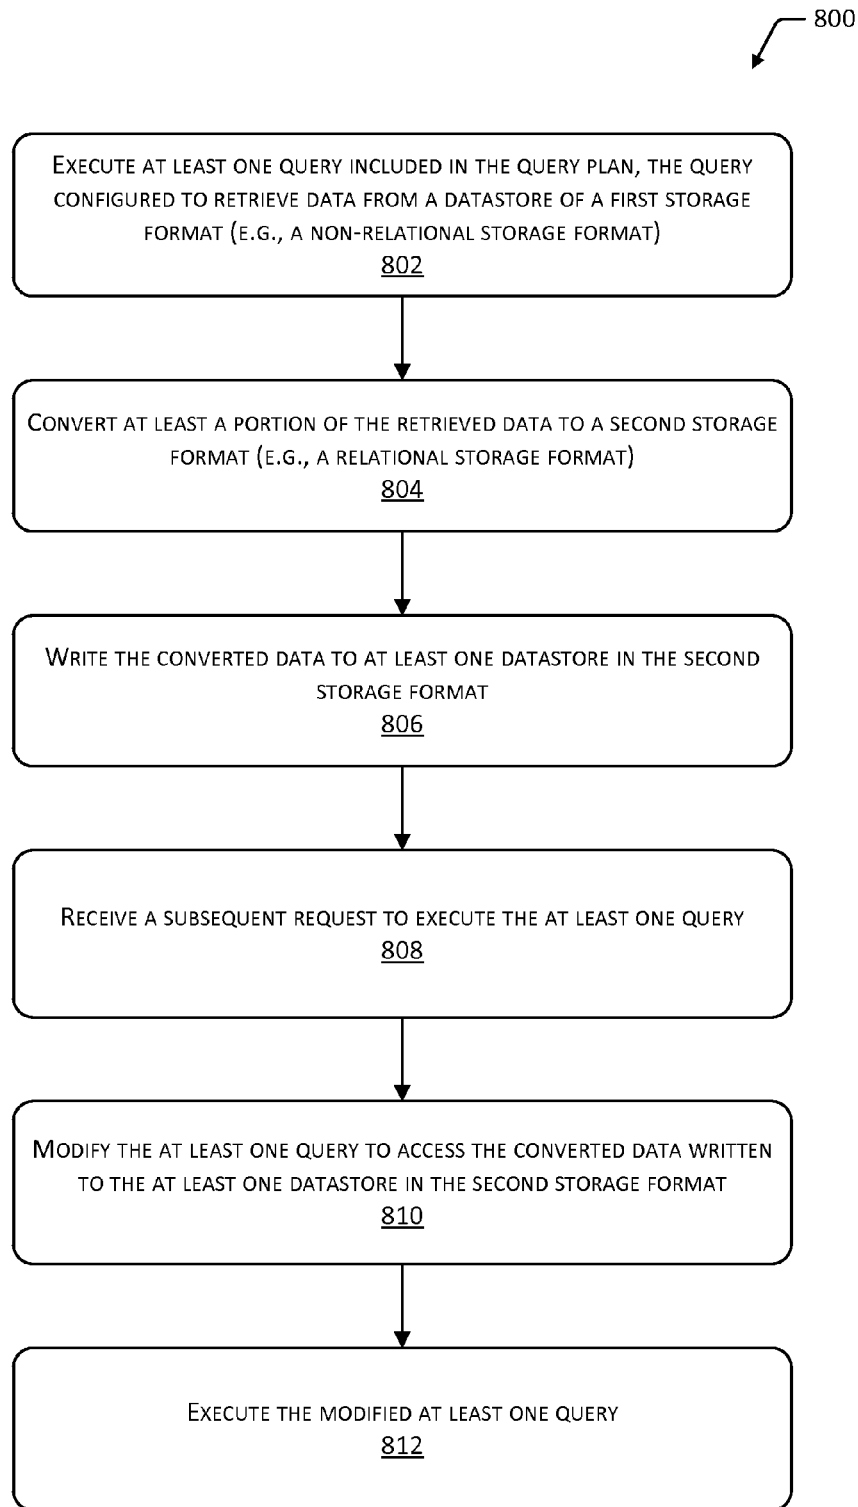 800
EXECUTE AT LEAST ONE QUERY INCLUDED IN THE QUERY PLAN, THE QUERY
CONFIGURED TO RETRIEVE DATA FROM A DATASTORE OF A FIRST STORAGE
FORMAT (E.G., A NON-RELATIONAL STORAGE FORMAT)
802
CONVERT AT LEAST A PORTION OF THE RETRIEVED DATA TO A SECOND STORAGE
FORMAT (E.G., A RELATIONAL STORAGE FORMAT)
804
WRITE THE CONVERTED DATA TO AT LEAST ONE DATASTORE IN THE SECOND
STORAGE FORMAT
806
RECEIVE A SUBSEQUENT REQUEST TO EXECUTE THE AT LEAST ONE QUERY
808
MODIFY THE AT LEAST ONE QUERY TO ACCESS THE CONVERTED DATA WRITTEN
TO THE AT LEAST ONE DATASTORE IN THE SECOND STORAGE FORMAT
810
EXECUTE THE MODIFIED AT LEAST ONE QUERY
812